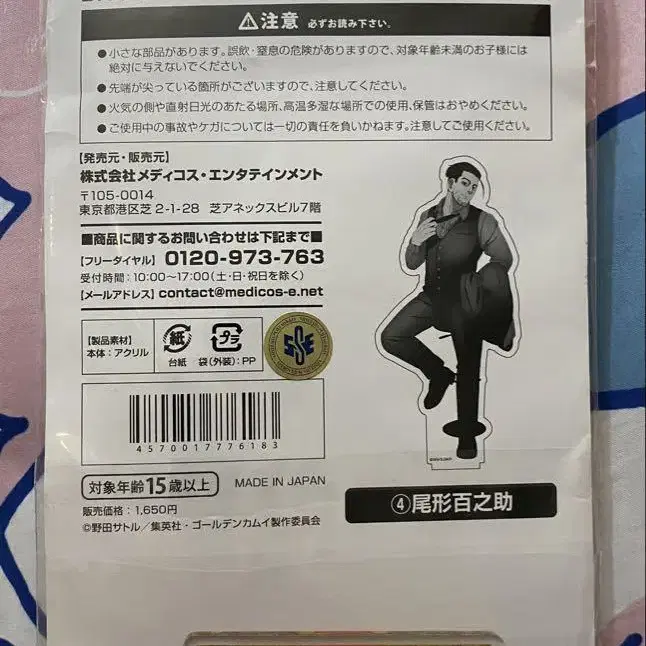 ⚠注意 必ずお読み下さい。
●小さな部品があります。誤飲・窒息の危険がありますので、対象年齢未満のお子様には
絶対に与えないでください。
●先端が尖っている箇所がございますので、注意してください。
●火気の側や直射日光のあたる場所、高温多湿な場所での使用、保管はおやめください。
●ご使用中の事故やケガについては一切の責任を負いかねます。注意してご使用ください。
【発売元・販売元】
株式会社メディコス・エンタテインメント
〒105-0014
東京都港区芝2-1-28 芝アネックスビル7階
■商品に関するお問い合わせは下記まで■
【フリーダイヤル】 0120-973-763
受付時間:10:00~17:00(土・日・祝日を除く)
【メールアドレス】contact@medicos-e.net
【製品素材】
本体:アクリル
紙
台紙
プラ
袋(外装):PP
4570017776183
対象年齢15歳以上
MADE IN JAPAN
販売価格:1,650円
©野田サトル/集英社・ゴールデンカムイ製作委員会
④尾形百之助